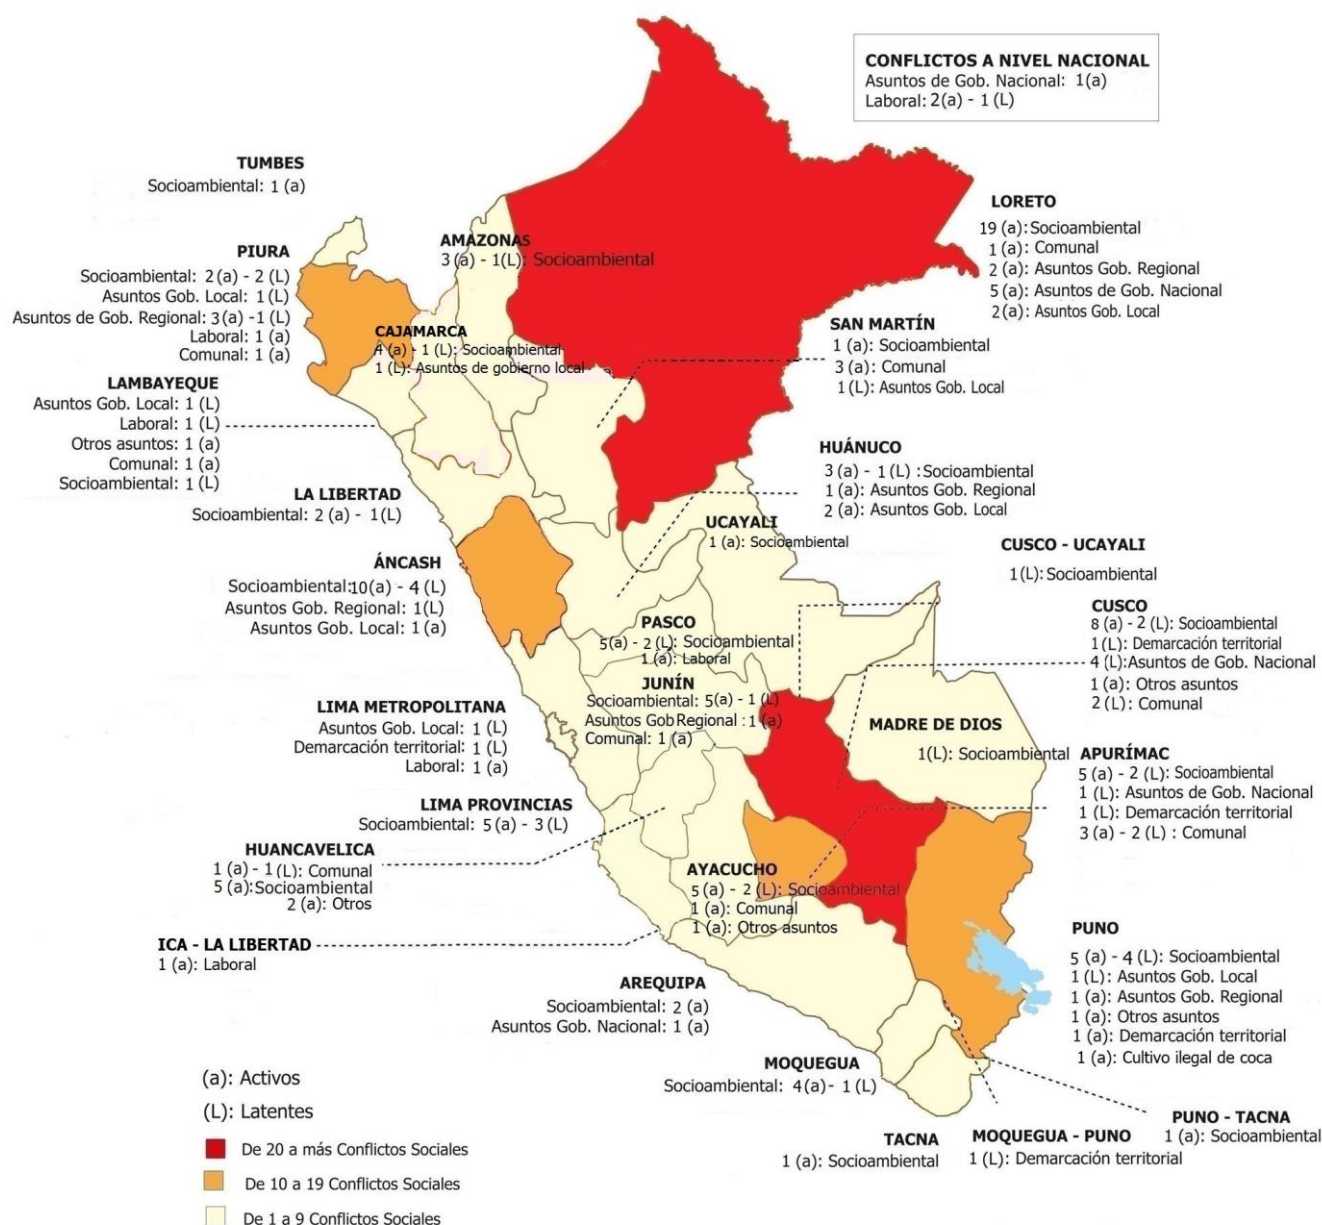 CONFLICTOS A NIVEL NACIONAL
Asuntos de Gob. Nacional: 1(a)
Laboral: 2(a) - 1(L)
TUMBES
Socioambiental: 1 (a)
PIURA
Socioambiental: 2(a) - 2 (L)
Asuntos Gob. Local: 1 (L)
Asuntos de Gob. Regional: 3(a) -1(L)
Laboral: 1 (a)
Comunal: 1 (a)
AMAZONAS
3(a) - 1(L): Socioambiental
LORETO
19 (a): Socioambiental
1(a): Comunal
2(a): Asuntos Gob. Regional
5(a): Asuntos de Gob. Nacional
2(a): Asuntos Gob. Local
CAJAMARCA
4(a) - 1 (L): Socioambiental
1(L): Asuntos de gobierno local
SAN MARTÍN
1(a): Socioambiental
3(a): Comunal
1(L): Asuntos Gob. Local
LAMBAYEQUE
Asuntos Gob. Local: 1 (L)
Laboral: 1 (L)
Otros asuntos: 1 (a)
Comunal: 1 (a)
Socioambiental: 1 (L)
HUÁNUCO
3(a) - 1(L) : Socioambiental
1(a): Asuntos Gob. Regional
2(a): Asuntos Gob. Local
LA LIBERTAD
Socioambiental: 2 (a) - 1(L)
UCAYALI
1(a): Socioambiental
CUSCO - UCAYALI
1(L): Socioambiental
ÁNCASH
Socioambiental:10(a) - 4 (L)
Asuntos Gob. Regional: 1(L)
Asuntos Gob. Local: 1(a)
CUSCO
8 (a) - 2 (L): Socioambiental
1(L): Demarcación territorial
4(L):Asuntos de Gob. Nacional
1(a): Otros asuntos
2(L): Comunal
PASCO
5(a) - 2(L): Socioambiental
1(a): Laboral
JUNÍN
Socioambiental: 5(a) - 1(L)
Asuntos Gob Regional : 1(a)
Comunal: 1(a)
LIMA METROPOLITANA
Asuntos Gob. Local: 1 (L)
Demarcación territorial: 1 (L)
Laboral: 1 (a)
MADRE DE DIOS
1(L): Socioambiental
APURÍMAC
5(a) - 2(L): Socioambiental
1(L): Asuntos de Gob. Nacional
1(L): Demarcación territorial
3(a) - 2(L) : Comunal
LIMA PROVINCIAS
Socioambiental: 5(a) - 3(L)
HUANCAVELICA
1(a) - 1(L): Comunal
5(a):Socioambiental
2(a): Otros
AYACUCHO
5(a) - 2(L): Socioambiental
1(a): Comunal
1(a): Otros asuntos
ICA - LA LIBERTAD
1(a): Laboral
PUNO
5(a) - 4(L): Socioambiental
1(L): Asuntos Gob. Local
1(a): Asuntos Gob. Regional
1(a): Otros asuntos
1(a): Demarcación territorial
1(a): Cultivo ilegal de coca
AREQUIPA
Socioambiental: 2 (a)
Asuntos Gob. Nacional: 1 (a)
MOQUEGUA
Socioambiental: 4(a)- 1(L)
TACNA
1(a): Socioambiental
MOQUEGUA - PUNO
1(L): Demarcación territorial
PUNO - TACNA
1(a): Socioambiental
(a): Activos
(L): Latentes
De 20 a más Conflictos Sociales
De 10 a 19 Conflictos Sociales
De 1 a 9 Conflictos Sociales